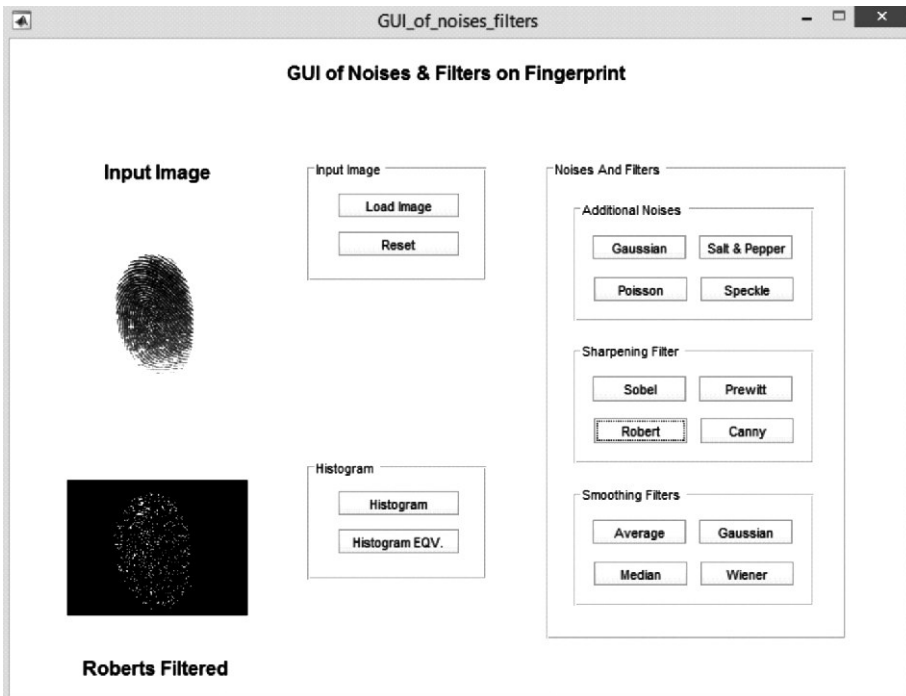 GUI_of_noises_filters
GUI of Noises & Filters on Fingerprint
Input Image
Input Image
Load Image
Reset
Noises And Filters
Additional Noises
Gaussian
Salt & Pepper
Poisson
Speckle
Sharpening Filter
Sobel
Prewitt
Robert
Canny
Histogram
Histogram
Histogram EQV.
Smoothing Filters
Average
Gaussian
Median
Wiener
Roberts Filtered